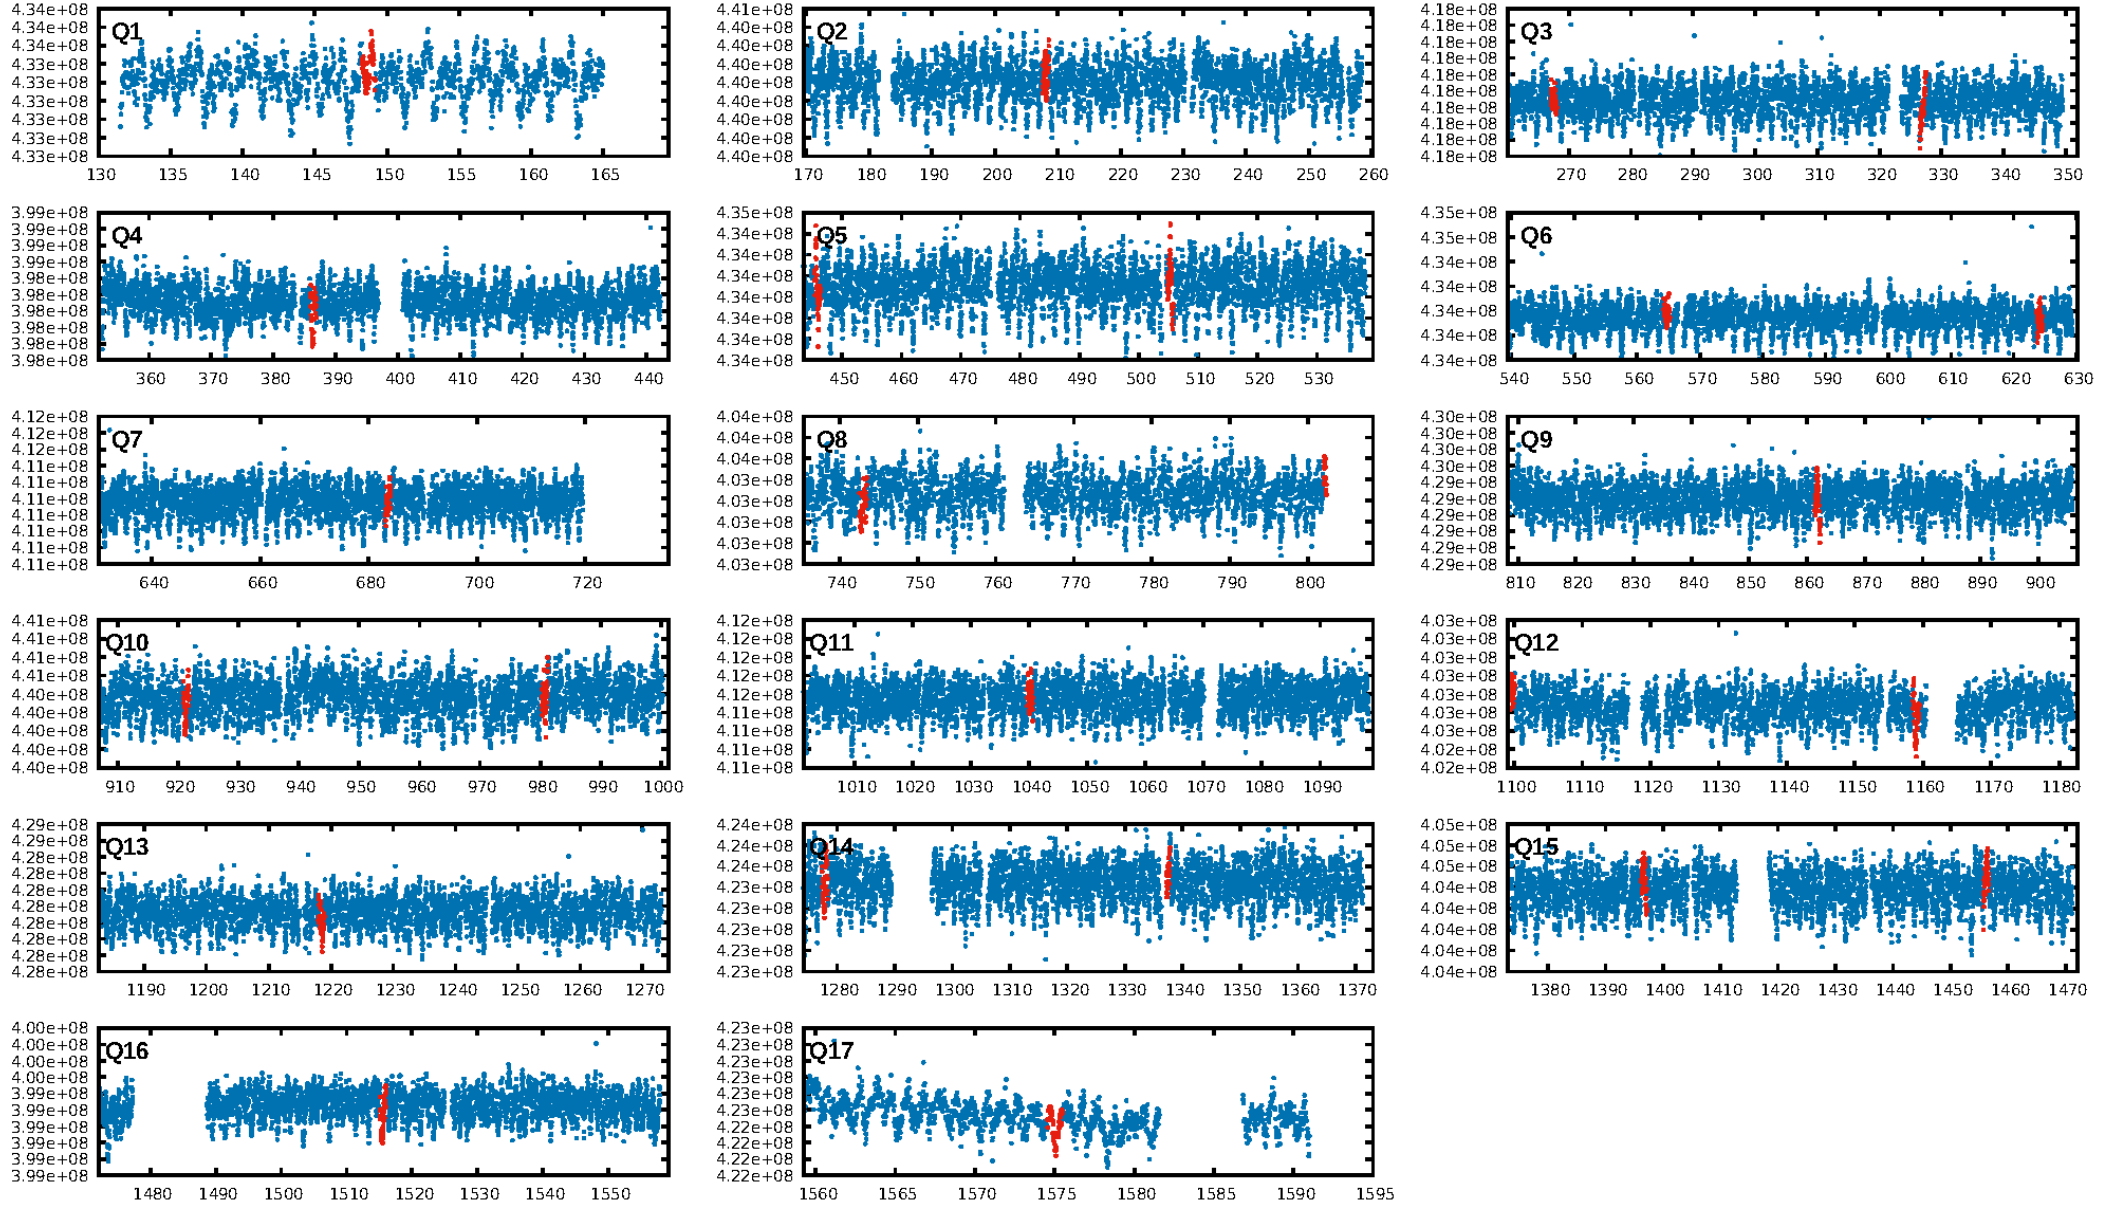 4.34e+08 4.34e+08 4.34e+08 4.33e+08 4.33e+08 4.33e+08 4.33e+08 4.33e+08 4.33e+08
Q1
130 135 140 145 150 155 160 165
4.41e+08 4.40e+08 4.40e+08 4.40e+08 4.40e+08 4.40e+08 4.40e+08 4.40e+08 4.40e+08
Q2
170 180 190 200 210 220 230 240 250 260
4.18e+08 4.18e+08 4.18e+08 4.18e+08 4.18e+08 4.18e+08 4.18e+08 4.18e+08 4.18e+08 4.18e+08
Q3
270 280 290 300 310 320 330 340 350
3.99e+08 3.99e+08 3.99e+08 3.99e+08 3.98e+08 3.98e+08 3.98e+08 3.98e+08 3.98e+08 3.98e+08
Q4
360 370 380 390 400 410 420 430 440
4.35e+08 4.34e+08 4.34e+08 4.34e+08 4.34e+08 4.34e+08 4.34e+08 4.34e+08
Q5
450 460 470 480 490 500 510 520 530
4.35e+08 4.35e+08 4.34e+08 4.34e+08 4.34e+08 4.34e+08 4.34e+08
Q6
540 550 560 570 580 590 600 610 620 630
4.12e+08 4.12e+08 4.12e+08 4.11e+08 4.11e+08 4.11e+08 4.11e+08 4.11e+08 4.11e+08 4.11e+08
Q7
640 660 680 700 720
4.04e+08 4.04e+08 4.04e+08 4.03e+08 4.03e+08 4.03e+08 4.03e+08 4.03e+08
Q8
740 750 760 770 780 790 800
4.30e+08 4.30e+08 4.30e+08 4.30e+08 4.29e+08 4.29e+08 4.29e+08 4.29e+08 4.29e+08 4.29e+08
Q9
810 820 830 840 850 860 870 880 890 900
4.41e+08 4.41e+08 4.41e+08 4.41e+08 4.40e+08 4.40e+08 4.40e+08 4.40e+08 4.40e+08
Q10
910 920 930 940 950 960 970 980 990 1000
4.12e+08 4.12e+08 4.12e+08 4.12e+08 4.12e+08 4.11e+08 4.11e+08 4.11e+08 4.11e+08
Q11
1010 1020 1030 1040 1050 1060 1070 1080 1090
4.03e+08 4.03e+08 4.03e+08 4.03e+08 4.03e+08 4.03e+08 4.03e+08 4.02e+08 4.02e+08
Q12
1100 1110 1120 1130 1140 1150 1160 1170 1180
4.29e+08 4.29e+08 4.28e+08 4.28e+08 4.28e+08 4.28e+08 4.28e+08 4.28e+08 4.28e+08 4.28e+08
Q13
1190 1200 1210 1220 1230 1240 1250 1260 1270
4.24e+08 4.24e+08 4.24e+08 4.23e+08 4.23e+08 4.23e+08 4.23e+08 4.23e+08
Q14
1280 1290 1300 1310 1320 1330 1340 1350 1360 1370
4.05e+08 4.05e+08 4.05e+08 4.04e+08 4.04e+08 4.04e+08 4.04e+08 4.04e+08
Q15
1380 1390 1400 1410 1420 1430 1440 1450 1460 1470
4.00e+08 4.00e+08 4.00e+08 4.00e+08 3.99e+08 3.99e+08 3.99e+08 3.99e+08 3.99e+08 3.99e+08
Q16
1480 1490 1500 1510 1520 1530 1540 1550
4.23e+08 4.23e+08 4.23e+08 4.23e+08 4.23e+08 4.23e+08 4.22e+08 4.22e+08 4.22e+08 4.22e+08
Q17
1560 1565 1570 1575 1580 1585 1590 1595